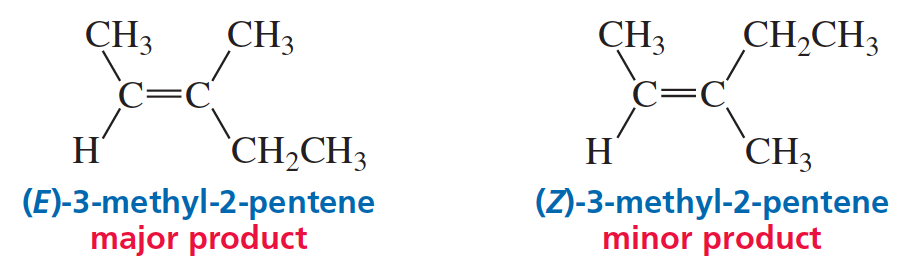 CH₃ CH₃ CH₃ CH₂CH₃
C=C C=C
H CH₂CH₃ H CH₃
(E)-3-methyl-2-pentene (Z)-3-methyl-2-pentene
major product minor product